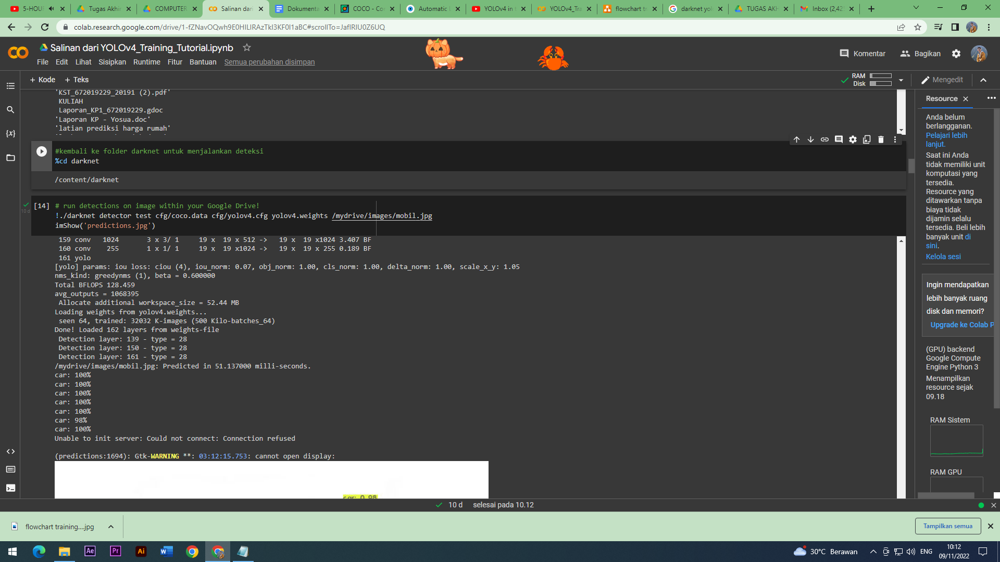 5-HOUR
Tugas Akhir
COMPUTER
Salinan dari
Dokumenta
COCO - Co
Automatic
YOLOv4 in
YOLOv4_Tra
flowchart tr
darknet yol
TUGAS AKH
Inbox (2,42
colab.research.google.com/drive/1-fZNavOQwh9E0HILIRAzTkI3KF0I1aBC#scrollTo=JafIRIU0Z6UQ
Salinan dari YOLOv4_Training_Tutorial.ipynb
File Edit Lihat Sisipkan Runtime Fitur Bantuan Semua perubahan disimpan
Komentar Bagikan
+ Kode + Teks
RAM
Disk
Mengedit
'KST_672019229_20191 (2).pdf'
KULIAH
Laporan_KP1_672019229.gdoc
'Laporan KP - Yosua.doc'
'latian prediksi harga rumah'
#kembali ke folder darknet untuk menjalankan deteksi
%cd darknet
/content/darknet
10 d
[14] # run detections on image within your Google Drive!
!./darknet detector test cfg/coco.data cfg/yolov4.cfg yolov4.weights /mydrive/images/mobil.jpg
imShow('predictions.jpg')
159 conv 1024 3 x 3/ 1 19 x 19 x 512 -> 19 x 19 x1024 3.407 BF
160 conv 255 1 x 1/ 1 19 x 19 x1024 -> 19 x 19 x 255 0.189 BF
161 yolo
[yolo] params: iou loss: ciou (4), iou_norm: 0.07, obj_norm: 1.00, cls_norm: 1.00, delta_norm: 1.00, scale_x_y: 1.05
nms_kind: greedynms (1), beta = 0.600000
Total BFLOPS 128.459
avg_outputs = 1068395
Allocate additional workspace_size = 52.44 MB
Loading weights from yolov4.weights...
seen 64, trained: 32032 K-images (500 Kilo-batches_64)
Done! Loaded 162 layers from weights-file
Detection layer: 139 - type = 28
Detection layer: 150 - type = 28
Detection layer: 161 - type = 28
/mydrive/images/mobil.jpg: Predicted in 51.137000 milli-seconds.
car: 100%
car: 100%
car: 100%
car: 100%
car: 100%
car: 98%
car: 100%
Unable to init server: Could not connect: Connection refused
(predictions:1694): Gtk-WARNING **: 03:12:15.753: cannot open display:
car: 0.98
Resource
Anda belum
berlangganan.
Pelajari lebih
lanjut.
Saat ini Anda
tidak memiliki unit
komputasi yang
tersedia.
Resource yang
ditawarkan tanpa
biaya tidak
dijamin selalu
tersedia. Beli lebih
banyak unit di
sini.
Kelola sesi
Ingin mendapatkan
lebih banyak ruang
disk dan memori?
Upgrade ke Colab P
(GPU) backend
Google Compute
Engine Python 3
Menampilkan
resource sejak
09.18
RAM Sistem
RAM GPU
10 d selesai pada 10.12
flowchart training....jpg
Tampilkan semua
Ae
Pr
Ai
W
30°C Berawan
ENG
10:12
09/11/2022